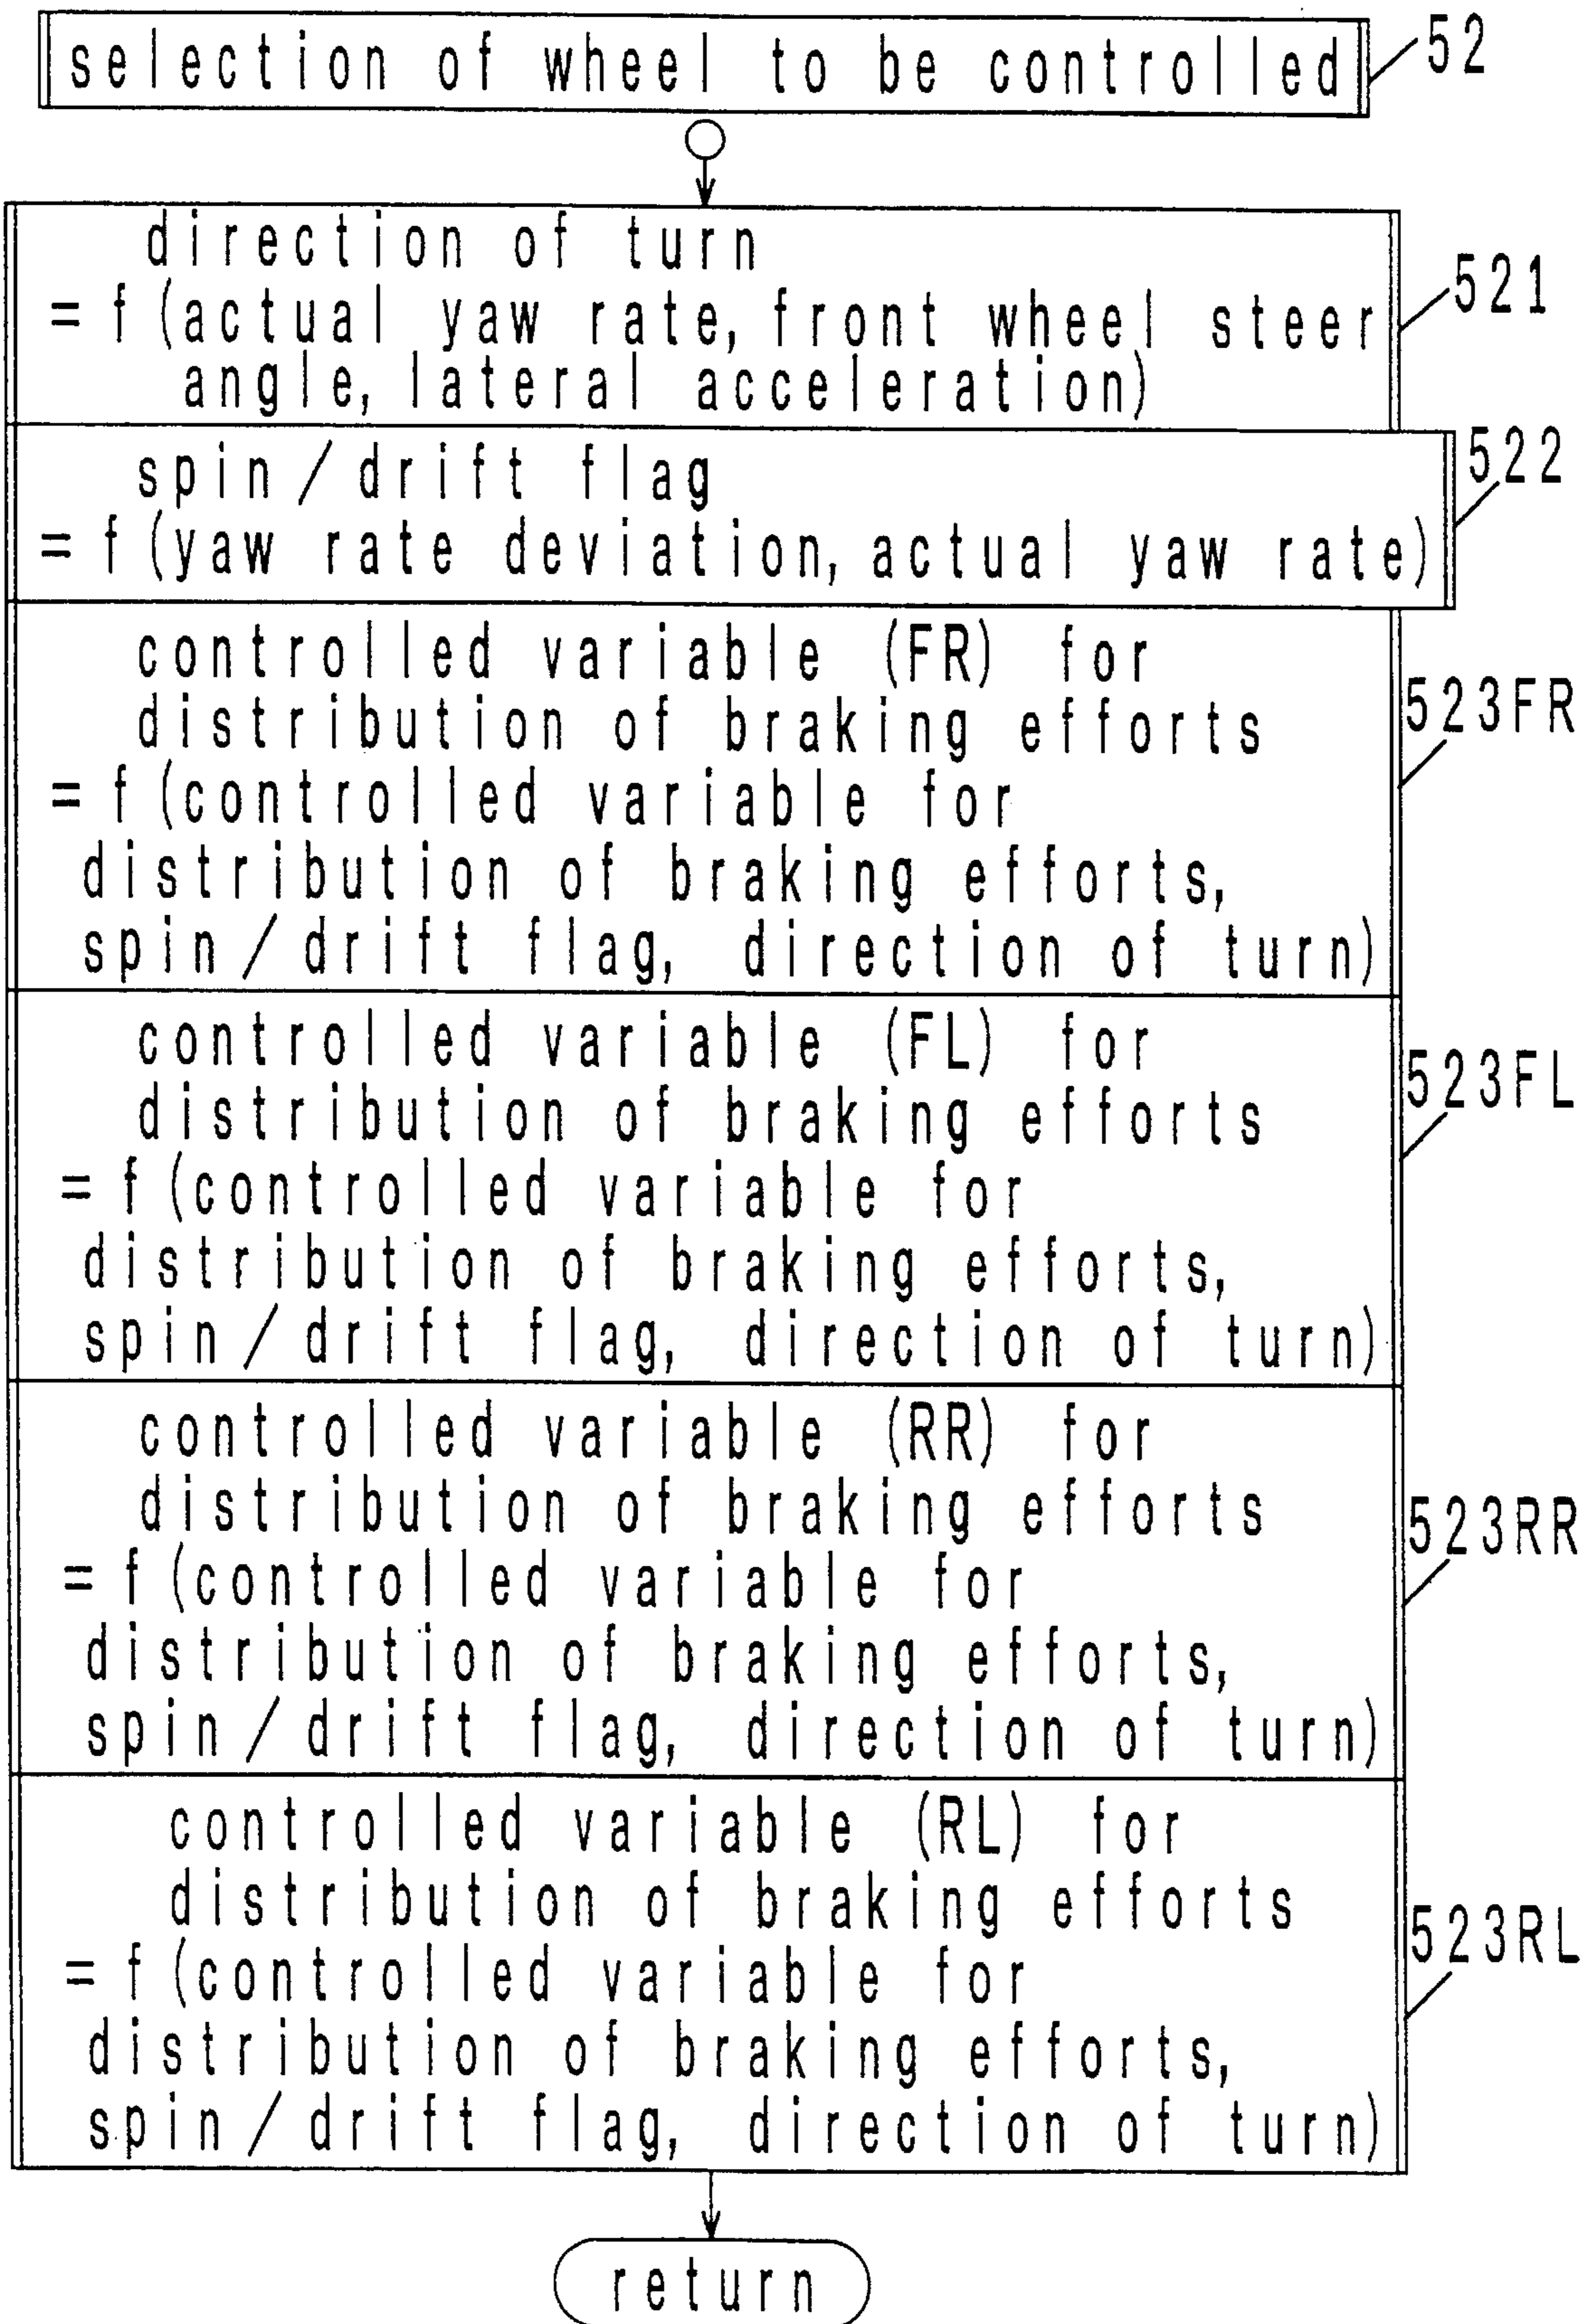 selection of wheel to be controlled
52
direction of turn
= f (actual yaw rate, front wheel steer
angle, lateral acceleration)
521
spin / drift flag
= f (yaw rate deviation, actual yaw rate)
522
controlled variable (FR) for
distribution of braking efforts
= f (controlled variable for
distribution of braking efforts,
spin / drift flag, direction of turn)
523FR
controlled variable (FL) for
distribution of braking efforts
= f (controlled variable for
distribution of braking efforts,
spin / drift flag, direction of turn)
523FL
controlled variable (RR) for
distribution of braking efforts
= f (controlled variable for
distribution of braking efforts,
spin / drift flag, direction of turn)
523RR
controlled variable (RL) for
distribution of braking efforts
= f (controlled variable for
distribution of braking efforts,
spin / drift flag, direction of turn)
523RL
return